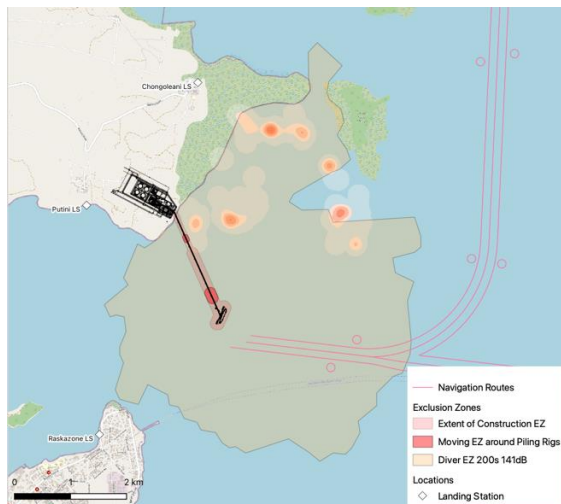 Chongoleani LS
Putini LS
Raskazone LS
0 1 2 km
Navigation Routes
Exclusion Zones
Extent of Construction EZ
Moving EZ around Piling Rigs
Diver EZ 200s 141dB
Locations
Landing Station